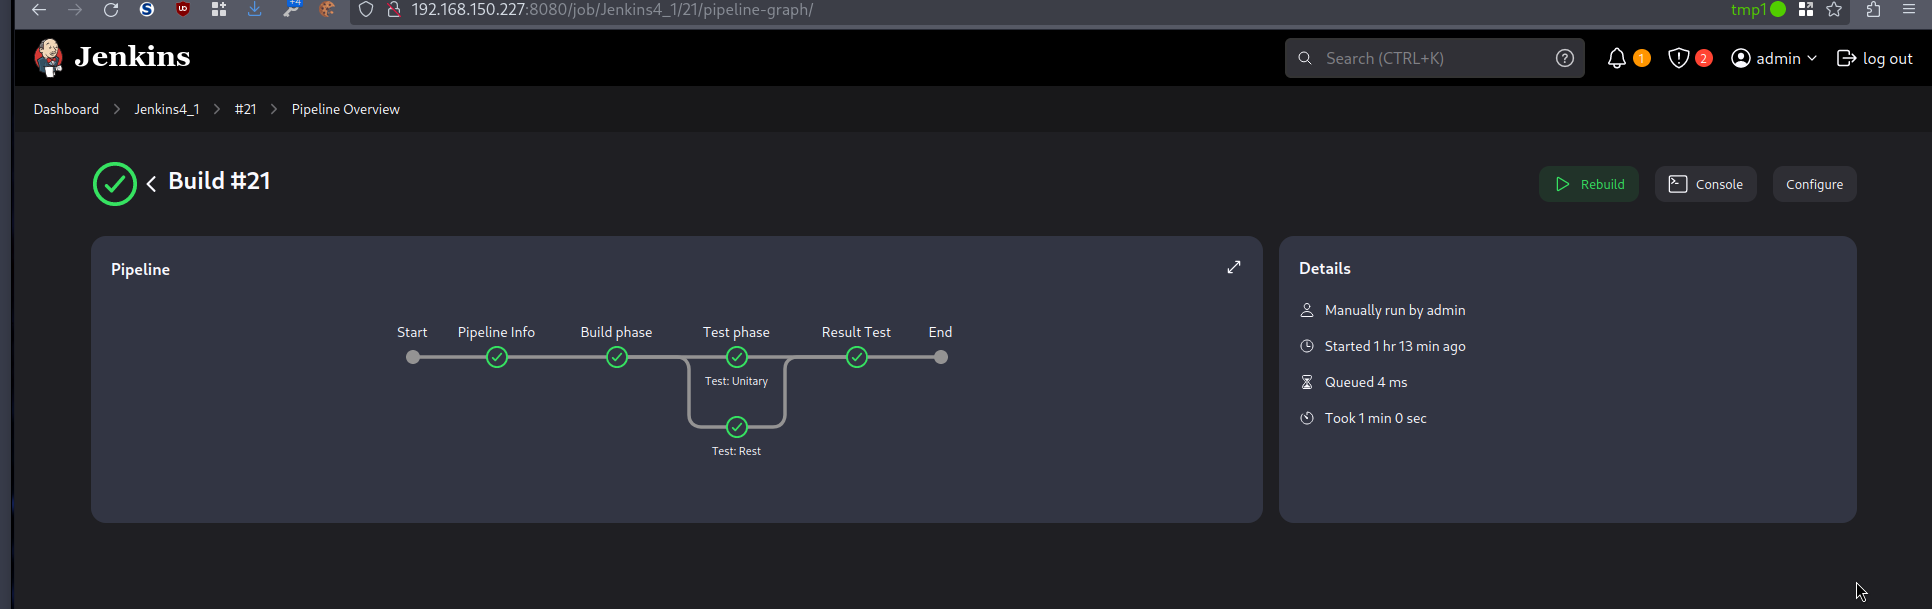 192.168.150.227:8080/job/Jenkins4_1/21/pipeline-graph/
tmp1
+4
S
UO
Jenkins
Search (CTRL+K)
?
1
2
admin
log out
Dashboard > Jenkins4_1 > #21 > Pipeline Overview
Build #21
Rebuild
Console
Configure
Pipeline
Start
Pipeline Info
Build phase
Test phase
Result Test
End
Test: Unitary
Test: Rest
Details
Manually run by admin
Started 1 hr 13 min ago
Queued 4 ms
Took 1 min 0 sec